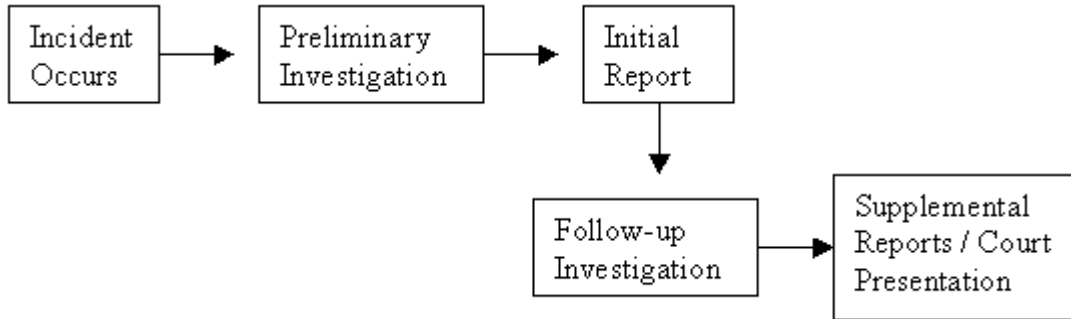 Incident
Occurs
Preliminary
Investigation
Initial
Report
Follow-up
Investigation
Supplemental
Reports / Court
Presentation